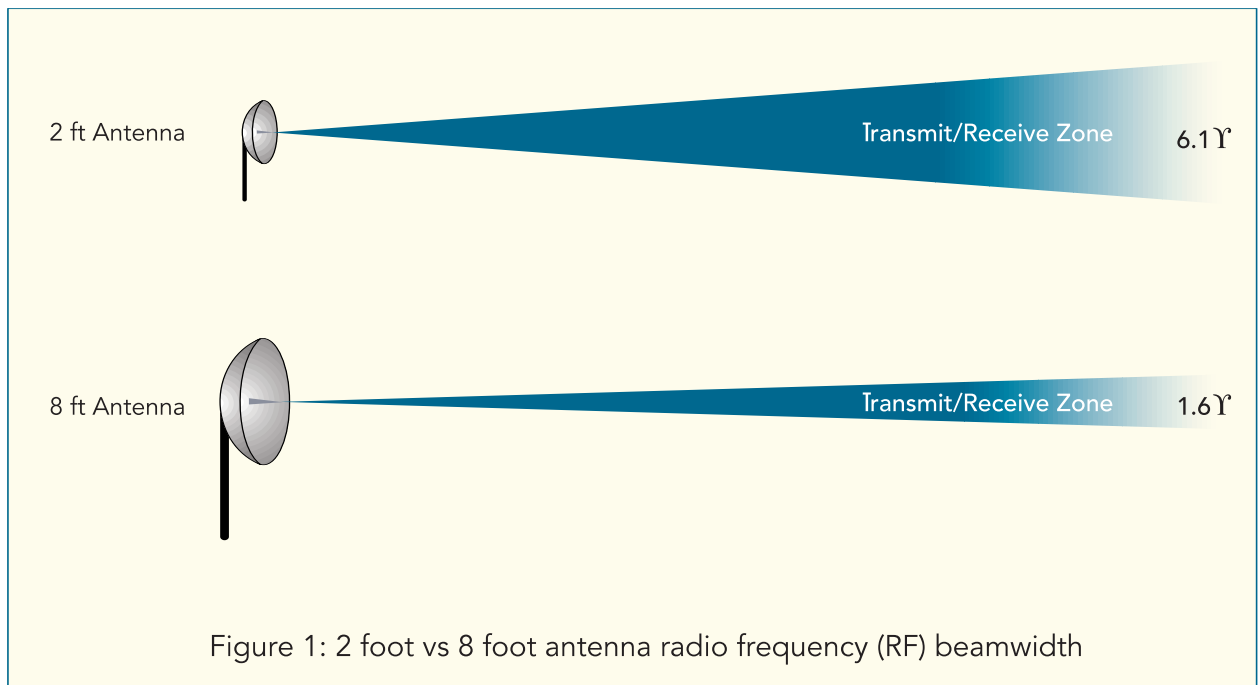 2 ft Antenna
Transmit/Receive Zone
6.1ϒ
8 ft Antenna
Transmit/Receive Zone
1.6ϒ
Figure 1: 2 foot vs 8 foot antenna radio frequency (RF) beamwidth